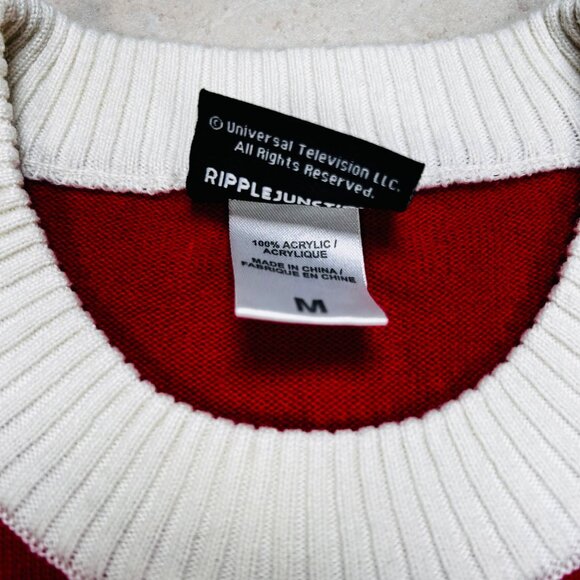 © Universal Television LLC.
All Rights Reserved.
RIPPLEJUNCTI
100% ACRYLIC /
ACRYLIQUE
MADE IN CHINA /
FABRIQUE EN CHINE
M